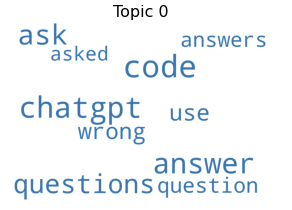 Topic 0
ask answers
asked
code
chatgpt use
wrong
answer
questions question